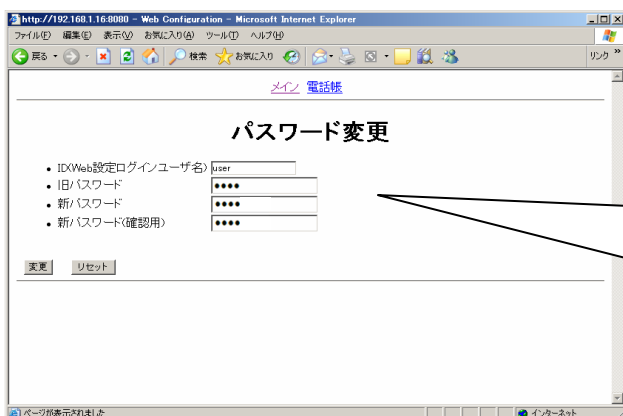 http://192.168.1.16:8080 - Web Configuration - Microsoft Internet Explorer
ファイル(F) 編集(E) 表示(V) お気に入り(A) ツール(T) ヘルプ(H)
戻る 検索 お気に入り リンク »
メイン 電話帳
パスワード変更
• ID(Web設定ログインユーザ名) user
• 旧パスワード ●●●●
• 新パスワード ●●●●
• 新パスワード(確認用) ●●●●
変更 リセット
ページが表示されました インターネット